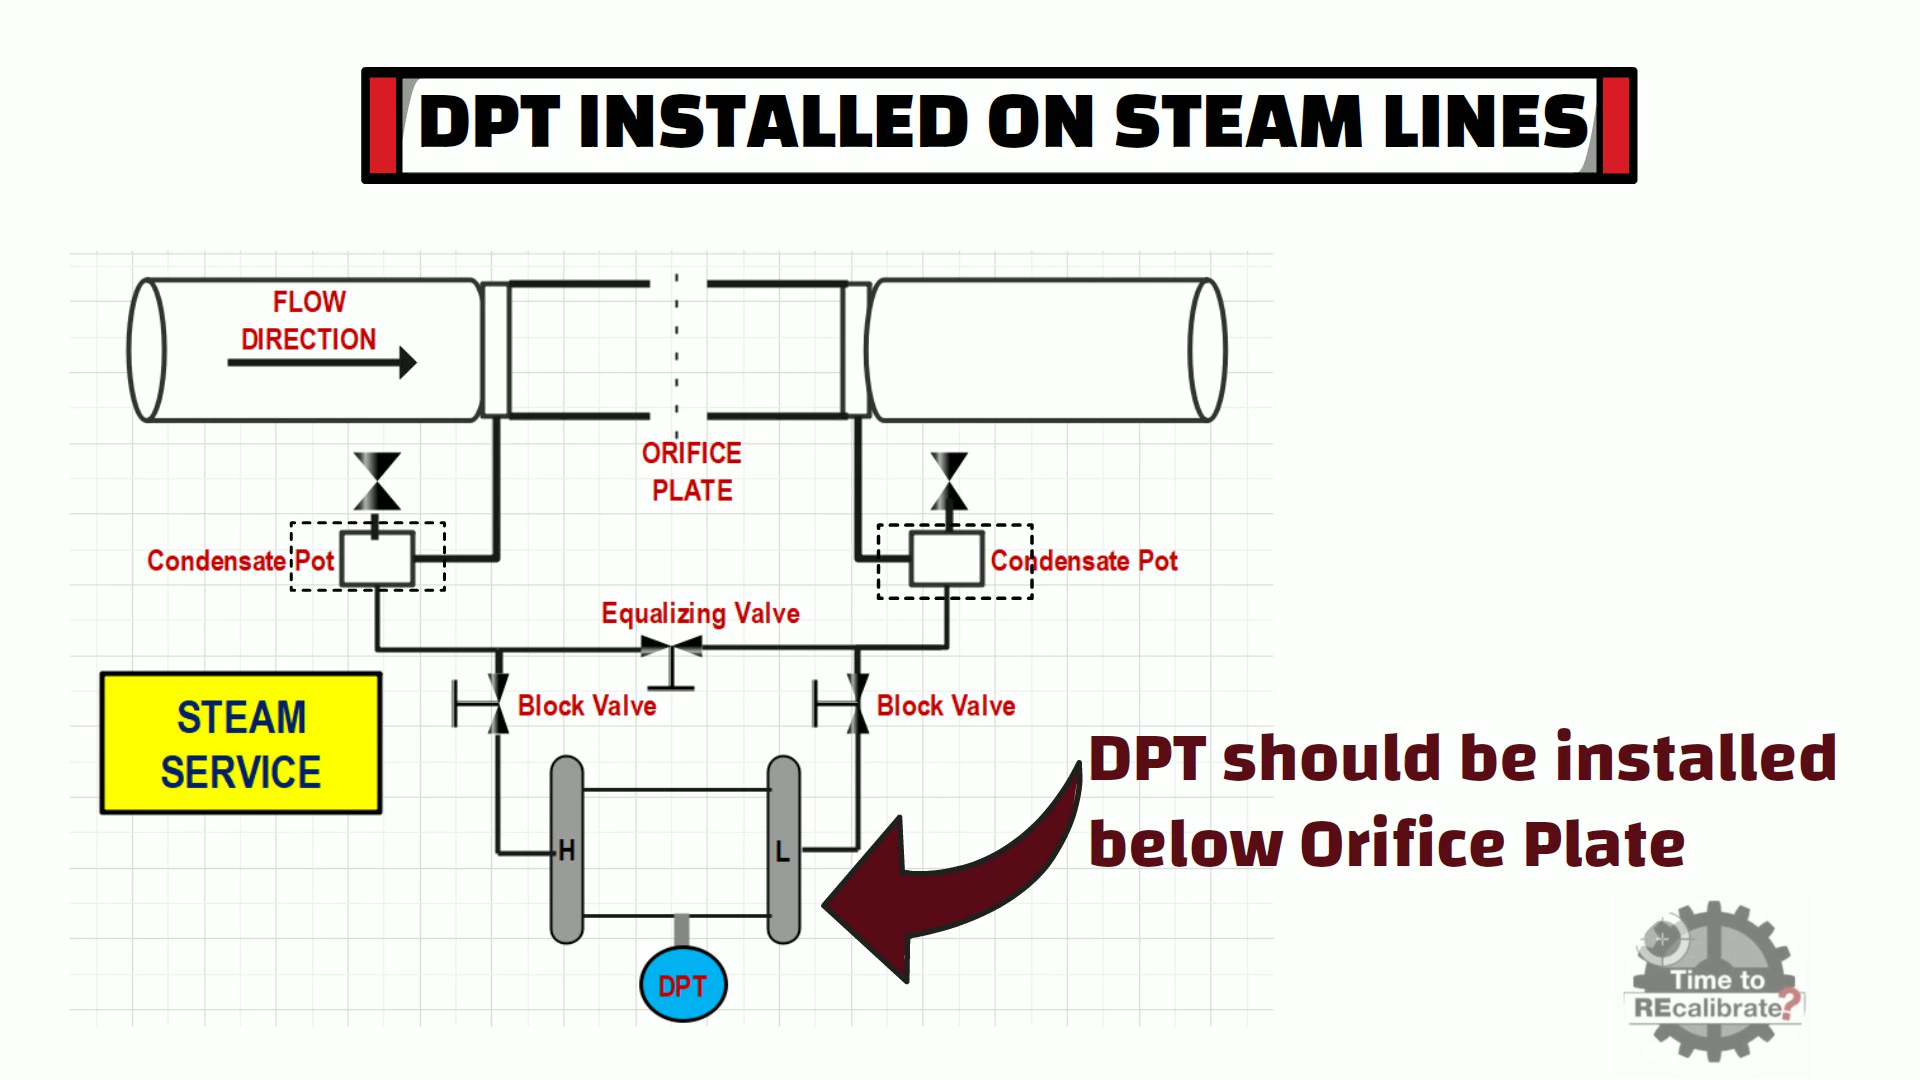 DPT INSTALLED ON STEAM LINES
FLOW
DIRECTION
ORIFICE
PLATE
Condensate Pot
Condensate Pot
Equalizing Valve
Block Valve
Block Valve
STEAM
SERVICE
H
L
DPT
DPT should be installed
below Orifice Plate
Time to
REcalibrate?